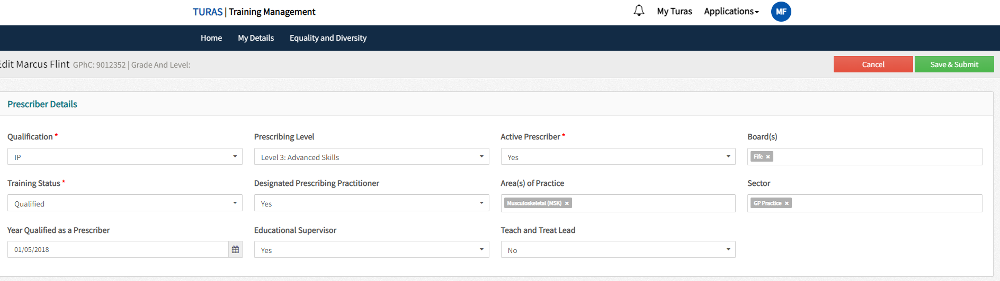 TURAS | Training Management
My Turas Applications MF
Home My Details Equality and Diversity
Edit Marcus Flint GPhC: 9012352 | Grade And Level:
Cancel Save & Submit
Prescriber Details
Qualification * Prescribing Level Active Prescriber * Board(s)
IP Level 3: Advanced Skills Yes Fife ×
Training Status * Designated Prescribing Practitioner Area(s) of Practice Sector
Qualified Yes Musculoskeletal (MSK) × GP Practice ×
Year Qualified as a Prescriber Educational Supervisor Teach and Treat Lead
01/05/2018 Yes No